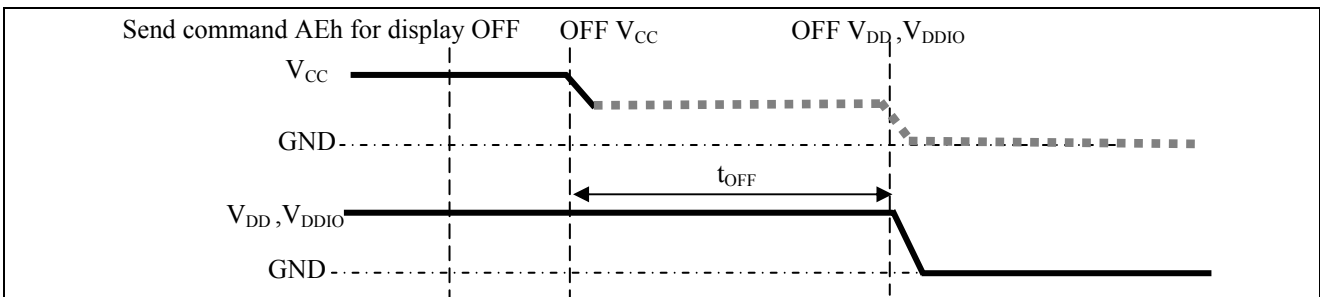 Send command AEh for display OFF OFF VCC OFF VDD ,VDDIO
VCC
GND
tOFF
VDD ,VDDIO
GND